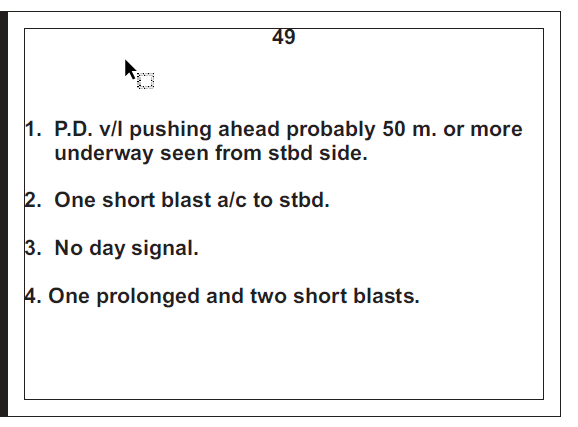 49
1. P.D. v/l pushing ahead probably 50 m. or more
underway seen from stbd side.
2. One short blast a/c to stbd.
3. No day signal.
4. One prolonged and two short blasts.